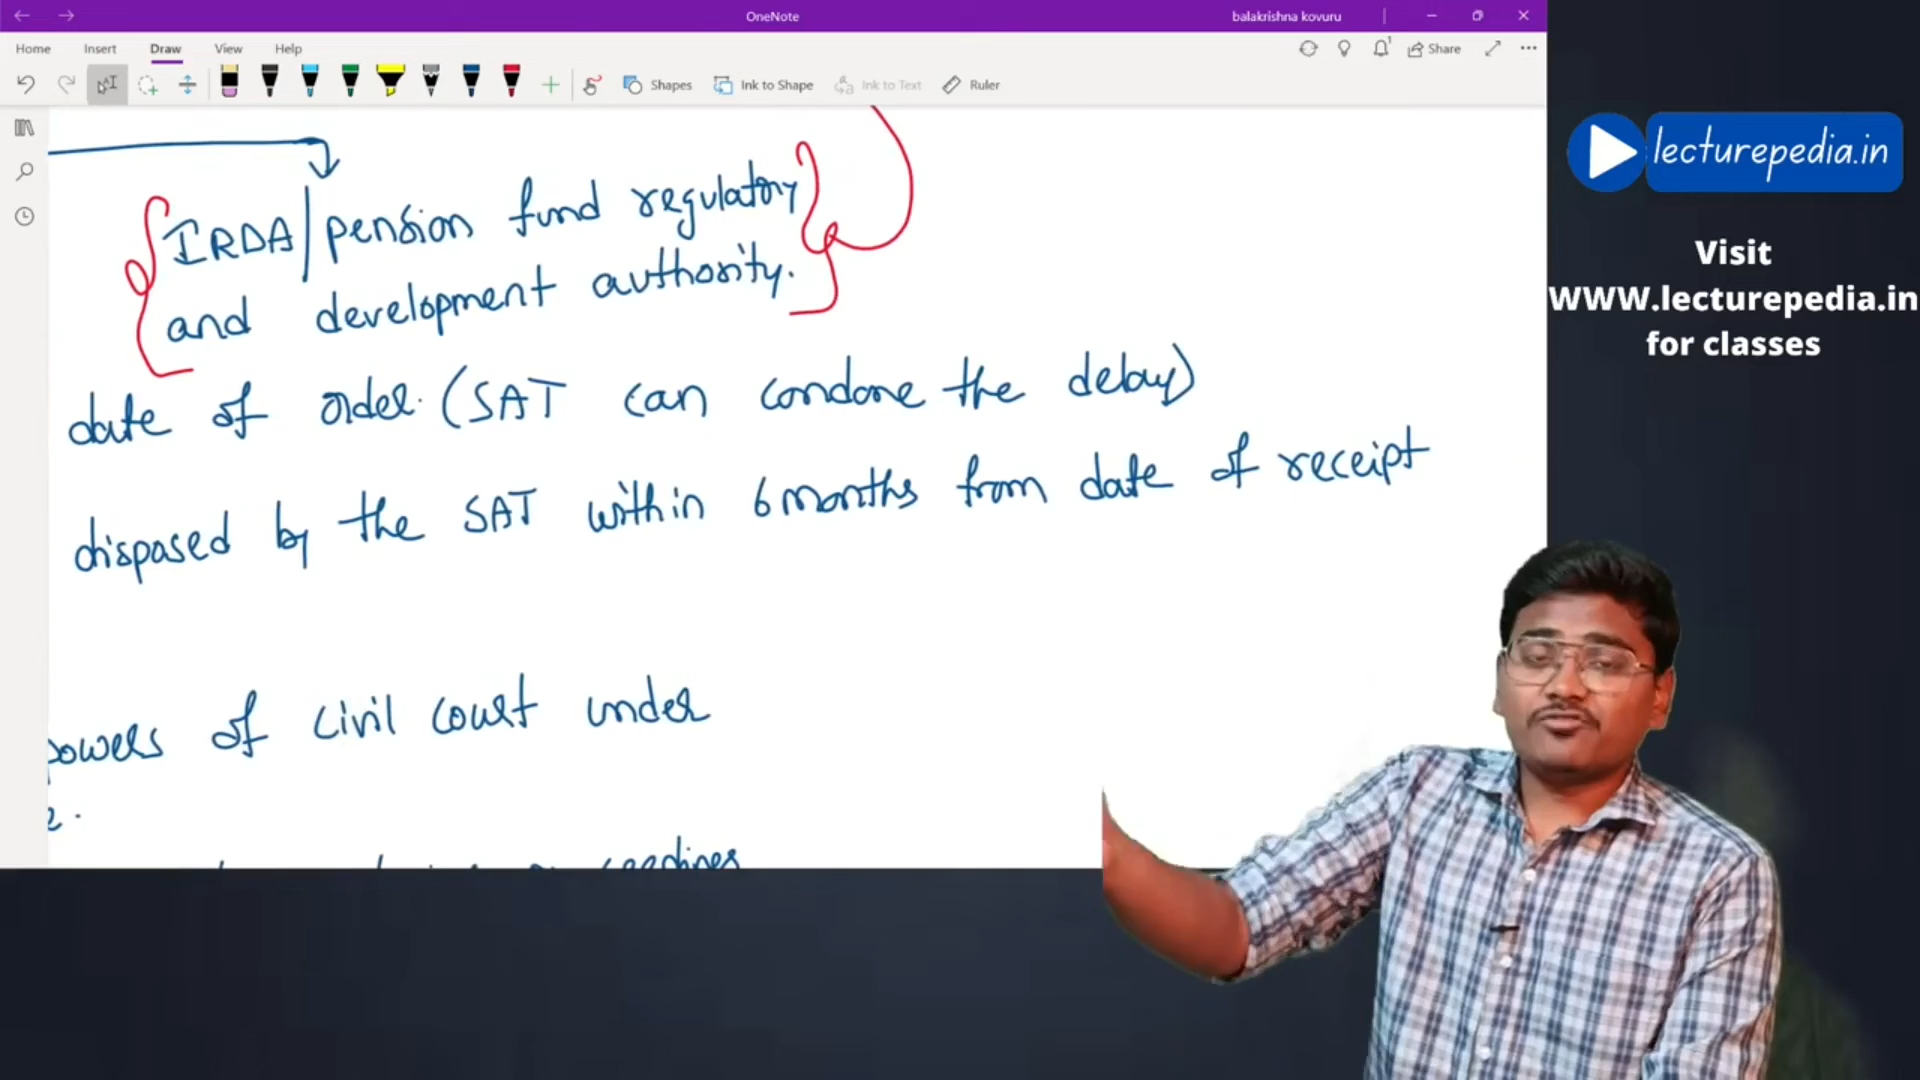 OneNote
balakrishna kovuru
Home Insert Draw View Help
1 Share
Shapes Ink to Shape Ink to Text Ruler
IRDA/pension fund regulatory
and development authority.
date of order. (SAT can condone the delay)
disposed by the SAT within 6 months from date of receipt
powers of civil court under
lecturepedia.in
Visit
WWW.lecturepedia.in
for classes